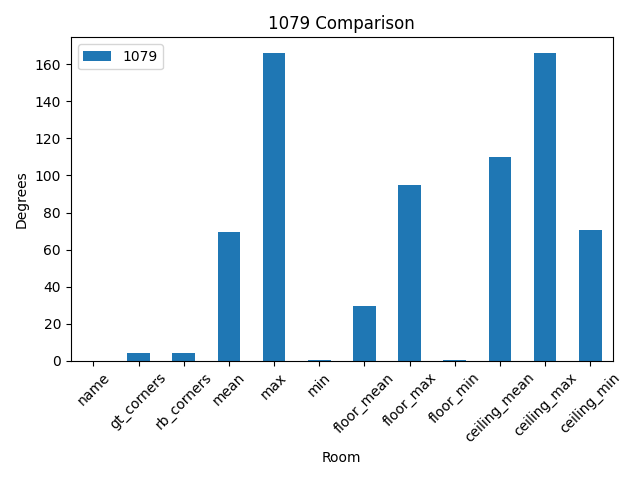 1079 Comparison
1079
Degrees
160
140
120
100
80
60
40
20
0
name
gt_corners
rb_corners
mean
max
min
floor_mean
floor_max
floor_min
ceiling_mean
ceiling_max
ceiling_min
Room